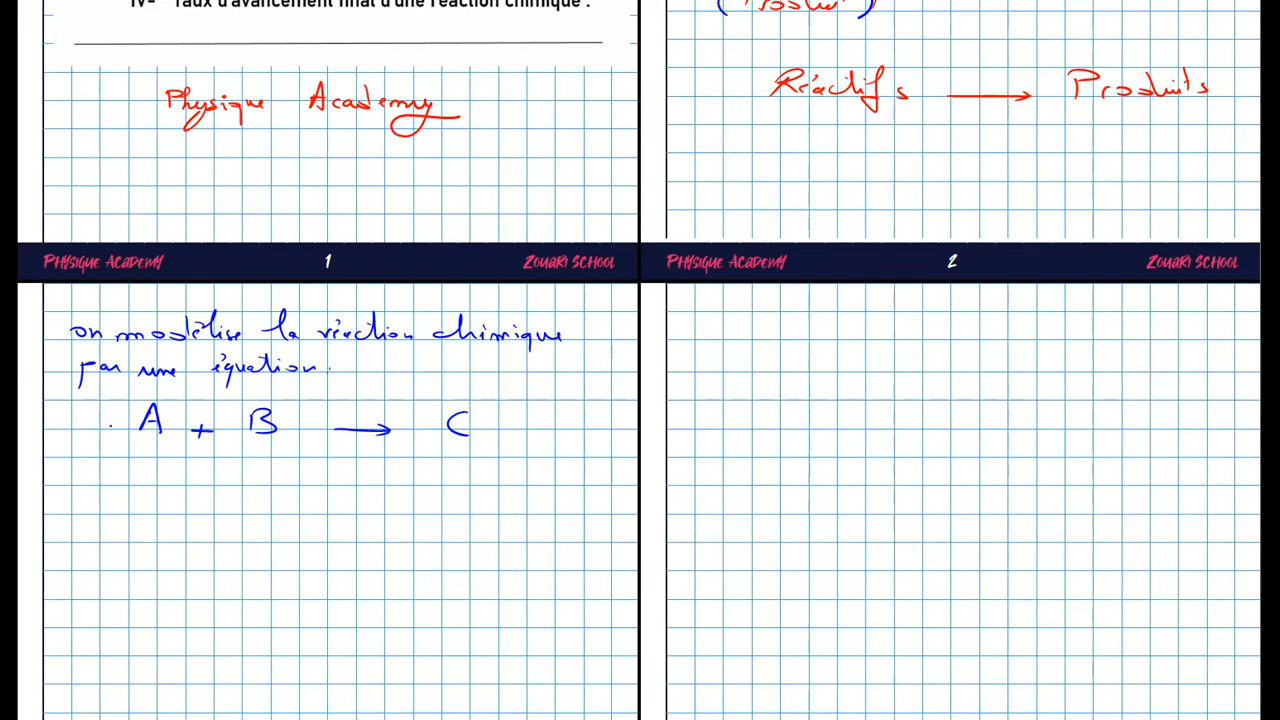 IV- Taux d'avancement final d'une réaction chimique :
Physique Academy
PHYSIQUE ACADEMY 1 ZOUARI SCHOOL
Réactifs → Produits
PHYSIQUE ACADEMY 2 ZOUARI SCHOOL
on modélise la réaction chimique
par une équation.
A + B → C